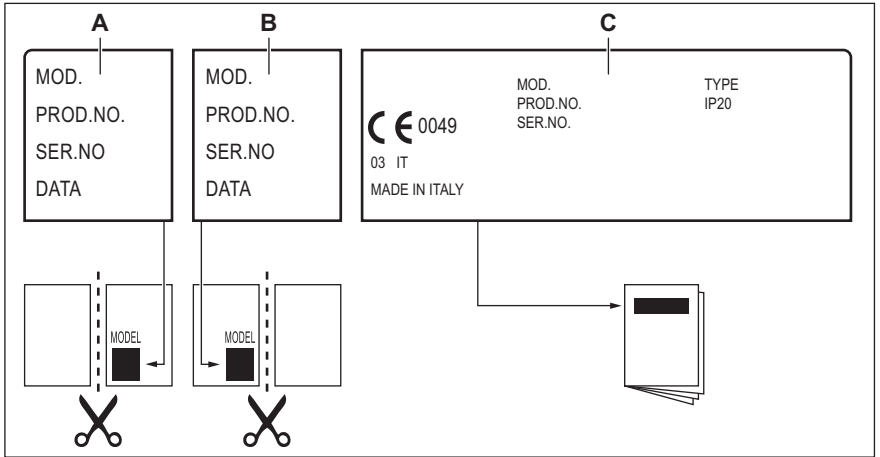 A
B
C
MOD.
PROD.NO.
SER.NO
DATA
MOD.
PROD.NO.
SER.NO
DATA
MOD.
PROD.NO.
SER.NO.
TYPE
IP20
CE 0049
03 IT
MADE IN ITALY
MODEL
MODEL